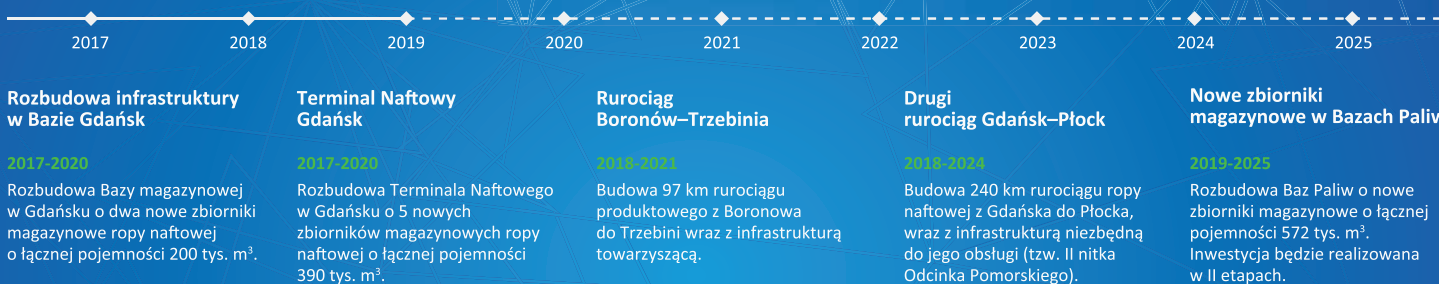 2017 2018 2019 2020 2021 2022 2023 2024 2025
Rozbudowa infrastruktury
w Bazie Gdańsk
2017-2020
Rozbudowa Bazy magazynowej
w Gdańsku o dwa nowe zbiorniki
magazynowe ropy naftowej
o łącznej pojemności 200 tys. m³.
Terminal Naftowy
Gdańsk
2017-2020
Rozbudowa Terminala Naftowego
w Gdańsku o 5 nowych
zbiorników magazynowych ropy
naftowej o łącznej pojemności
390 tys. m³.
Rurociąg
Boronów–Trzebinia
2018-2021
Budowa 97 km rurociągu
produktowego z Boronowa
do Trzebini wraz z infrastrukturą
towarzyszącą.
Drugi
rurociąg Gdańsk–Płock
2018-2024
Budowa 240 km rurociągu ropy
naftowej z Gdańska do Płocka,
wraz z infrastrukturą niezbędną
do jego obsługi (tzw. II nitka
Odcinka Pomorskiego).
Nowe zbiorniki
magazynowe w Bazach Paliw
2019-2025
Rozbudowa Baz Paliw o nowe
zbiorniki magazynowe o łącznej
pojemności 572 tys. m³.
Inwestycja będzie realizowana
w II etapach.